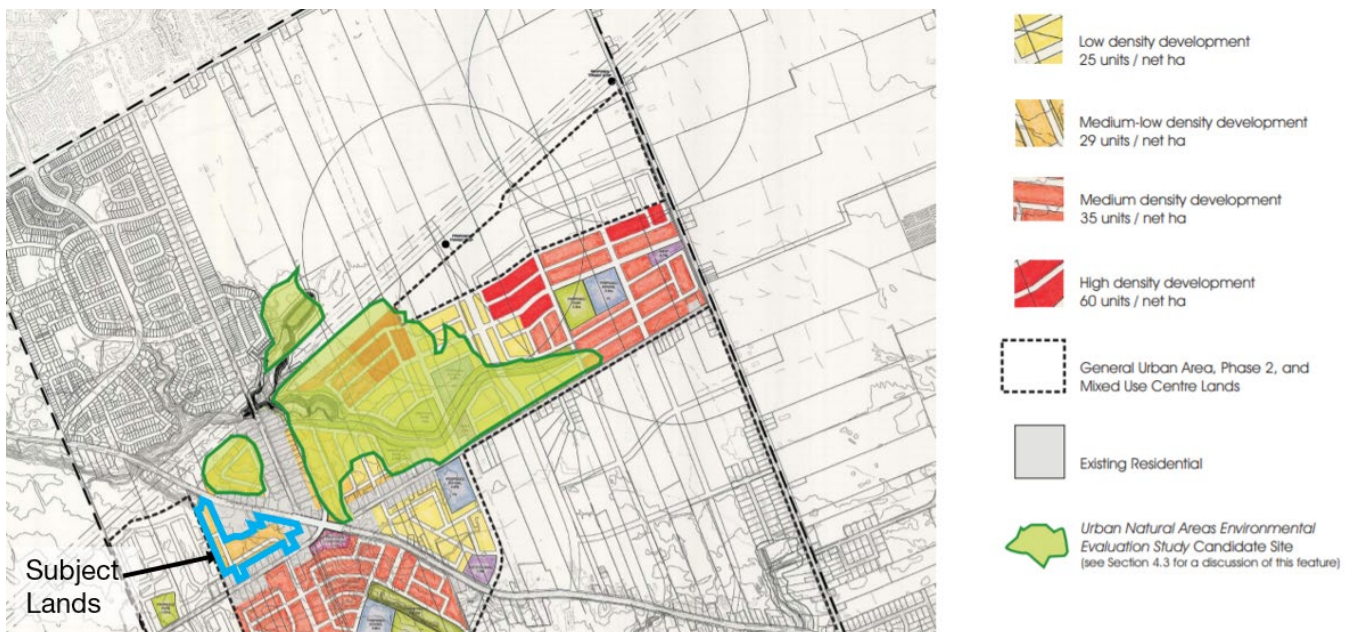 Low density development
25 units / net ha
Medium-low density development
29 units / net ha
Medium density development
35 units / net ha
High density development
60 units / net ha
General Urban Area, Phase 2, and
Mixed Use Centre Lands
Existing Residential
Urban Natural Areas Environmental
Evaluation Study Candidate Site
(see Section 4.3 for a discussion of this feature)
Subject
Lands